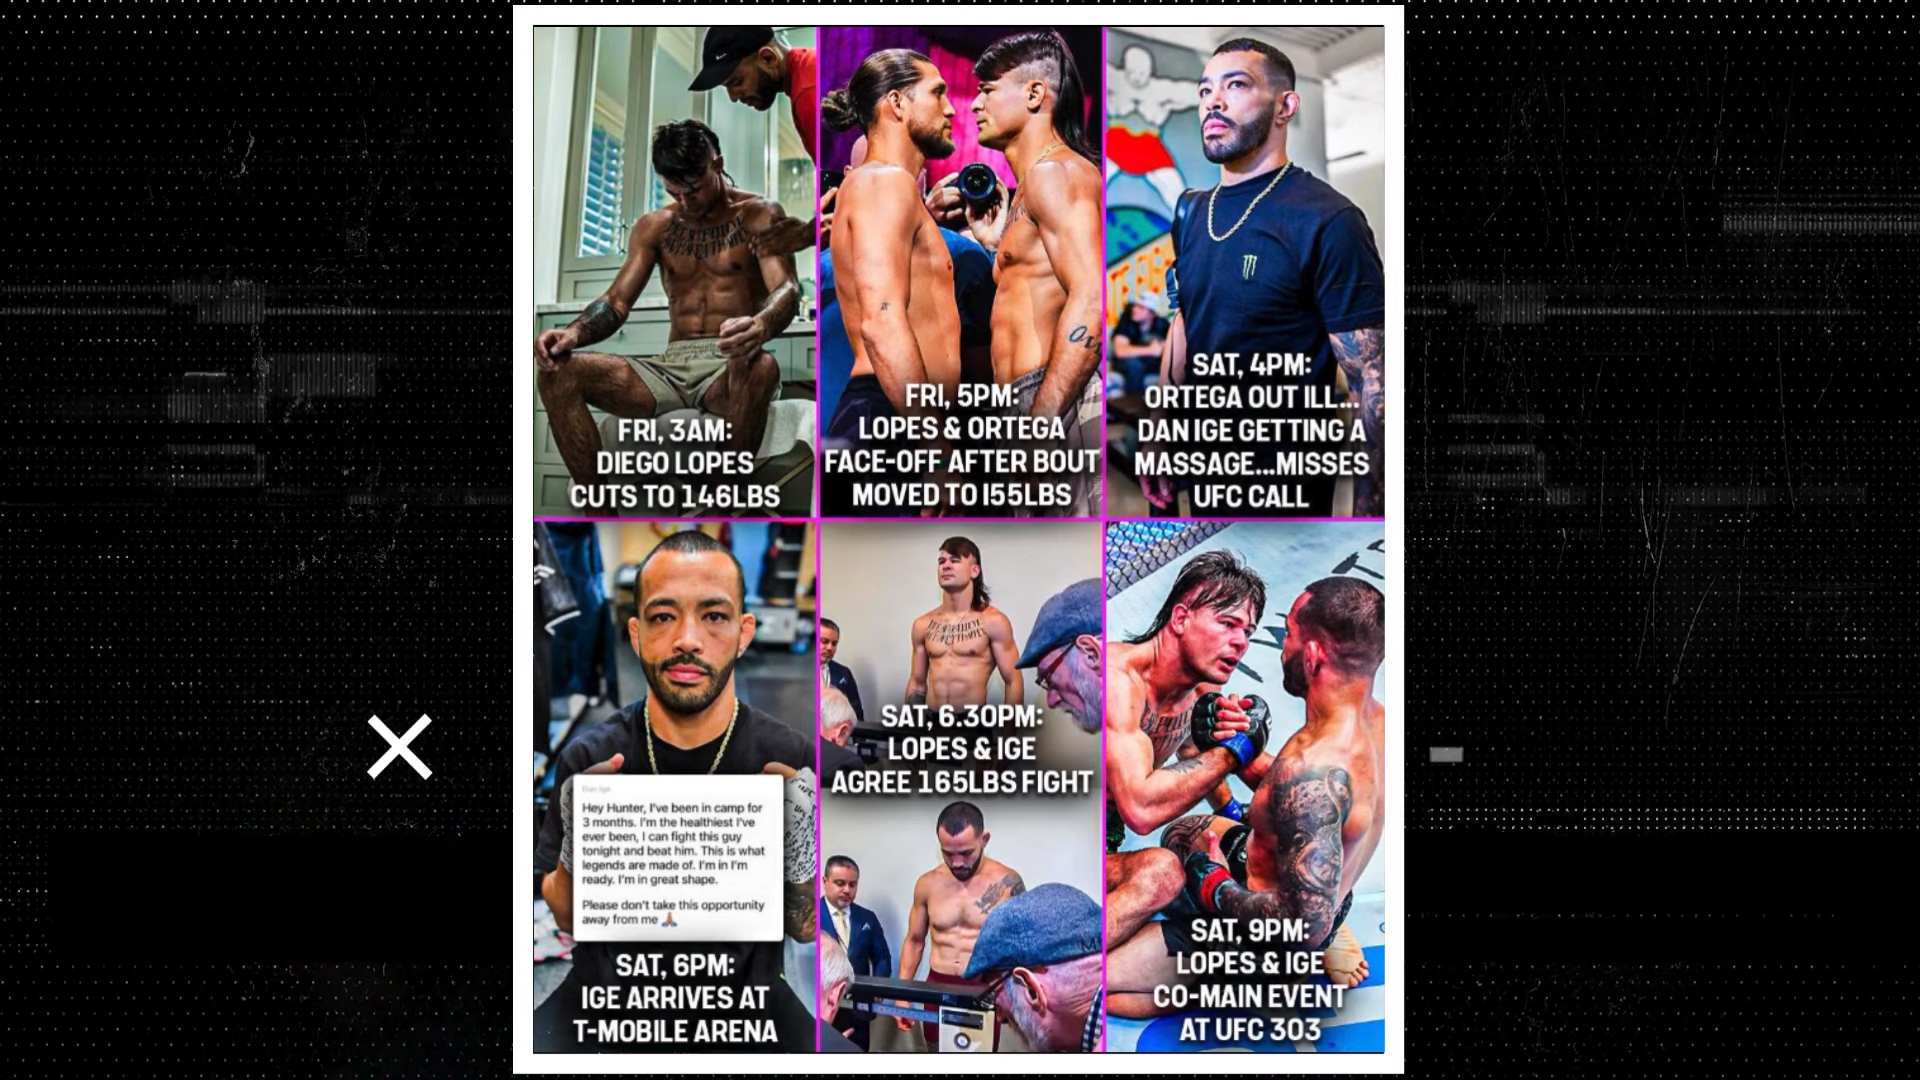 FRI, 3AM:
DIEGO LOPES
CUTS TO 146LBS
FRI, 5PM:
LOPES & ORTEGA
FACE-OFF AFTER BOUT
MOVED TO 155LBS
SAT, 4PM:
ORTEGA OUT ILL...
DAN IGE GETTING A
MASSAGE...MISSES
UFC CALL
Dan Ige
Hey Hunter, I've been in camp for
3 months. I'm the healthiest I've
ever been, I can fight this guy
tonight and beat him. This is what
legends are made of. I'm in I'm
ready. I'm in great shape.
Please don't take this opportunity
away from me 🙏🏽
SAT, 6PM:
IGE ARRIVES AT
T-MOBILE ARENA
SAT, 6.30PM:
LOPES & IGE
AGREE 165LBS FIGHT
SAT, 9PM:
LOPES & IGE
CO-MAIN EVENT
AT UFC 303